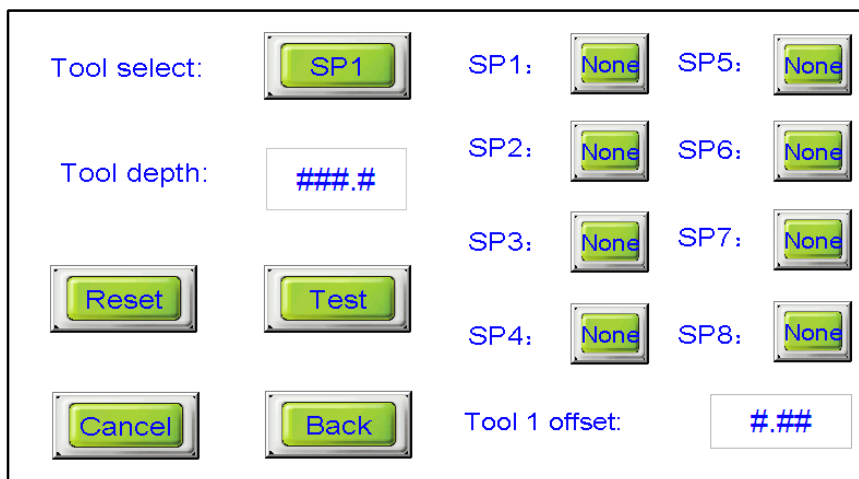 Tool select: SP1 SP1: None SP5: None
Tool depth: ###.# SP2: None SP6: None
SP3: None SP7: None
Reset Test
SP4: None SP8: None
Cancel Back Tool 1 offset: #.##